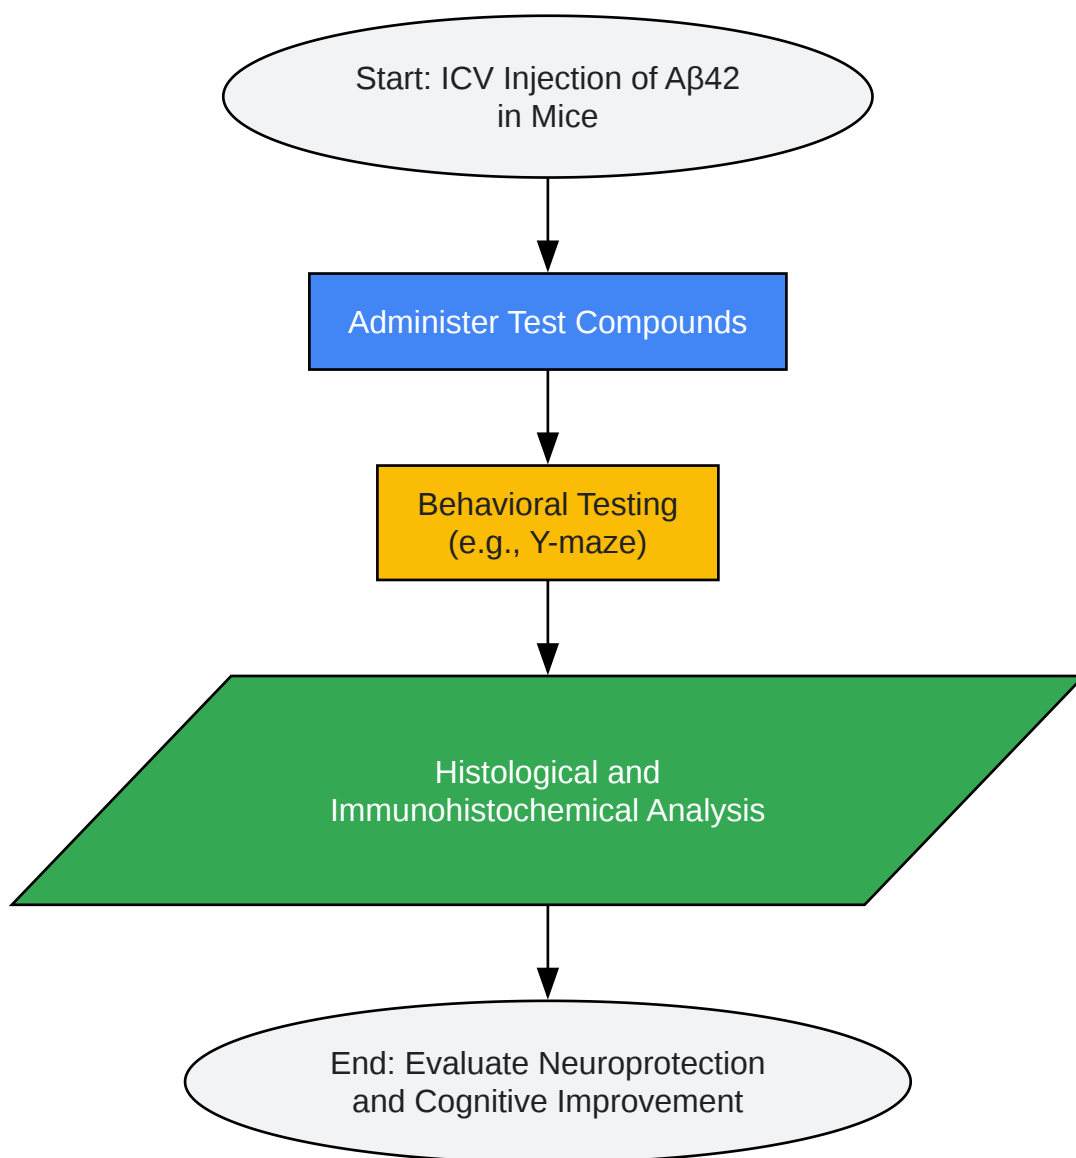 Start: ICV Injection of Aβ42
in Mice
Administer Test Compounds
Behavioral Testing
(e.g., Y-maze)
Histological and
Immunohistochemical Analysis
End: Evaluate Neuroprotection
and Cognitive Improvement